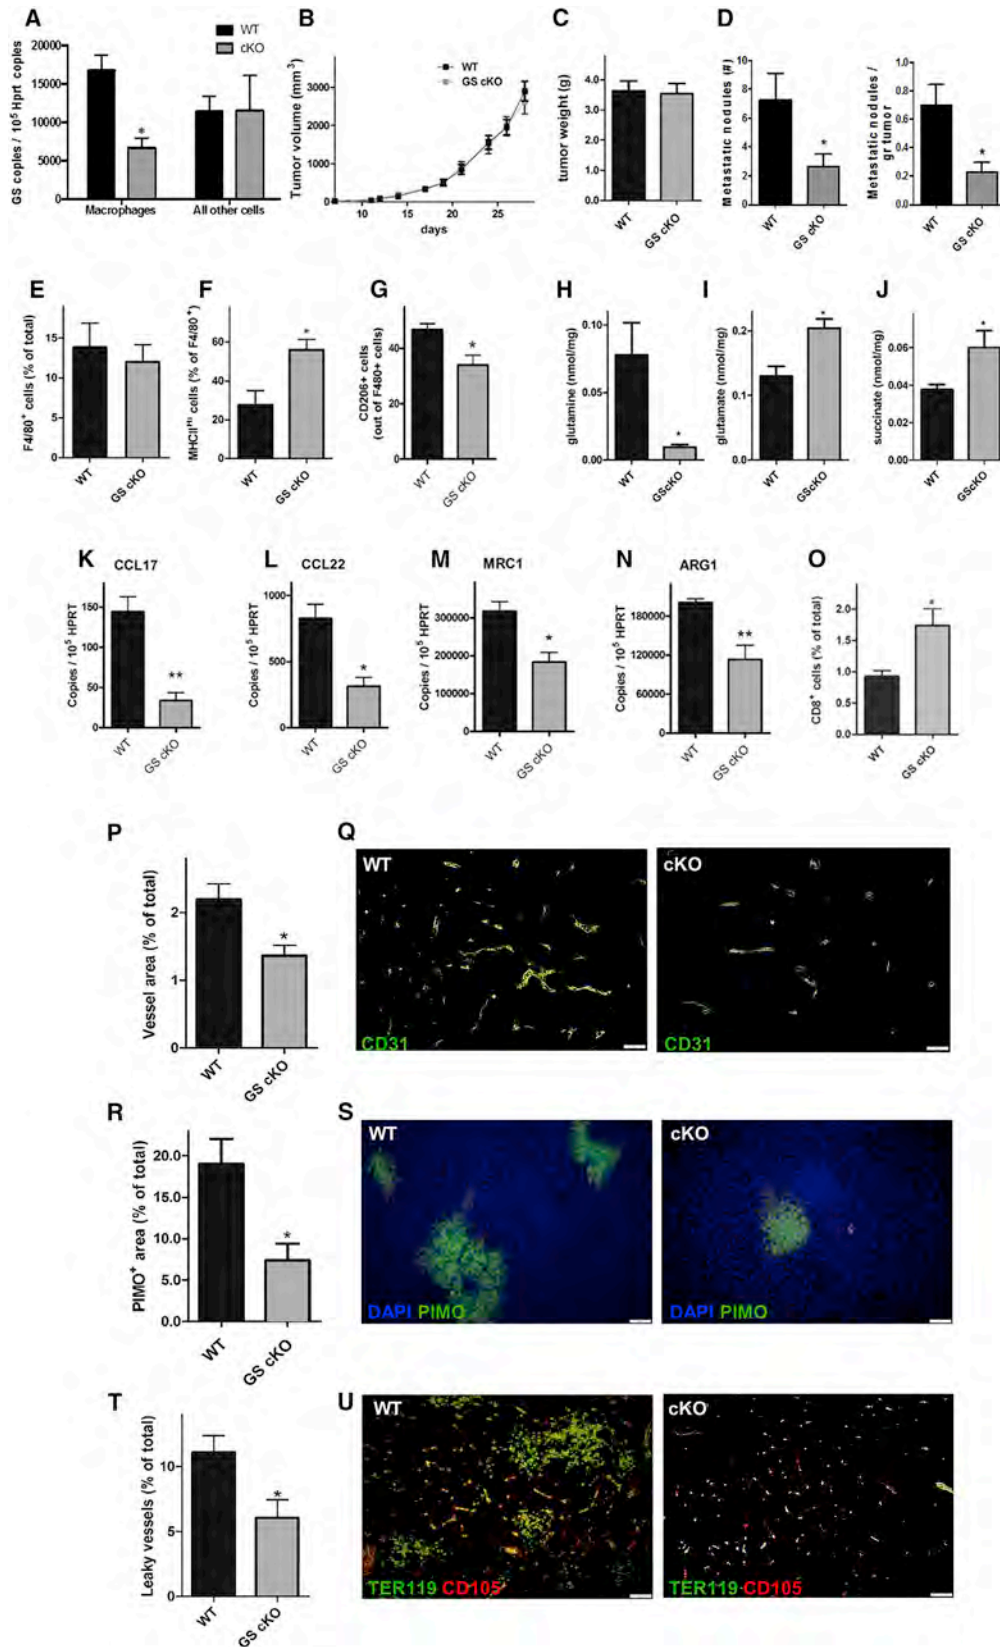 A
WT
cKO
GS copies / 10⁵ Hprt copies
20000
15000
10000
5000
0
*
Macrophages
All other cells
B
Tumor volume (mm³)
3000
2000
1000
0
WT
GS cKO
10
15
20
25
days
C
tumor weight (g)
4.0
3.0
2.0
1.0
0.0
WT
GS cKO
D
Metastatic nodules (#)
10
8
6
4
2
0
*
WT
GS cKO
Metastatic nodules /
gr tumor
1.0
0.8
0.6
0.4
0.2
0.0
*
WT
GS cKO
E
F4/80⁺ cells (% of total)
15
10
5
0
WT
GS cKO
F
MHCIIᴴⁱ cells (% of F4/80⁺)
60
40
20
0
*
WT
GS cKO
G
CD206+ cells
(out of F480+ cells)
40
20
0
*
WT
GS cKO
H
glutamine (nmol/mg)
0.10
0.05
0.00
*
WT
GScKO
I
glutamate (nmol/mg)
0.2
0.1
0.0
*
WT
GScKO
J
succinate (nmol/mg)
0.08
0.06
0.04
0.02
0.00
*
WT
GScKO
K
CCL17
Copies / 10⁵ HPRT
150
100
50
0
**
WT
GS cKO
L
CCL22
Copies / 10⁵ HPRT
1000
500
0
*
WT
GS cKO
M
MRC1
Copies / 10⁵ HPRT
300000
200000
100000
0
*
WT
GS cKO
N
ARG1
Copies / 10⁵ HPRT
180000
120000
60000
0
**
WT
GS cKO
O
CD8⁺ cells (% of total)
2.0
1.5
1.0
0.5
0.0
*
WT
GS cKO
P
Vessel area (% of total)
2
1
0
*
WT
GS cKO
Q
WT
CD31
cKO
CD31
R
PIMO⁺ area (% of total)
20.0
15.0
10.0
5.0
0.0
*
WT
GS cKO
S
WT
DAPI PIMO
cKO
DAPI PIMO
T
Leaky vessels (% of total)
10
5
0
*
WT
GS cKO
U
WT
TER119 CD105
cKO
TER119 CD105